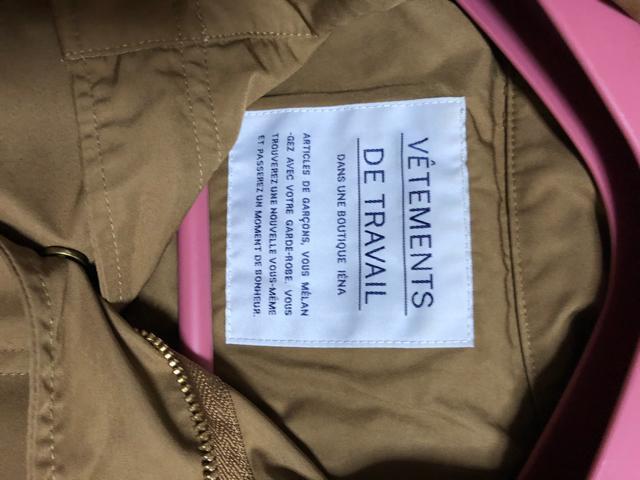 VÊTEMENTS
DE TRAVAIL
DANS UNE BOUTIQUE IÉNA
ARTICLES DE GARÇONS, VOUS MÉLAN
-GEZ AVEC VOTRE GARDE-ROBE. VOUS
TROUVEREZ UNE NOUVELLE VOUS-MÊME
ET PASSEREZ UN MOMENT DE BONHEUR.